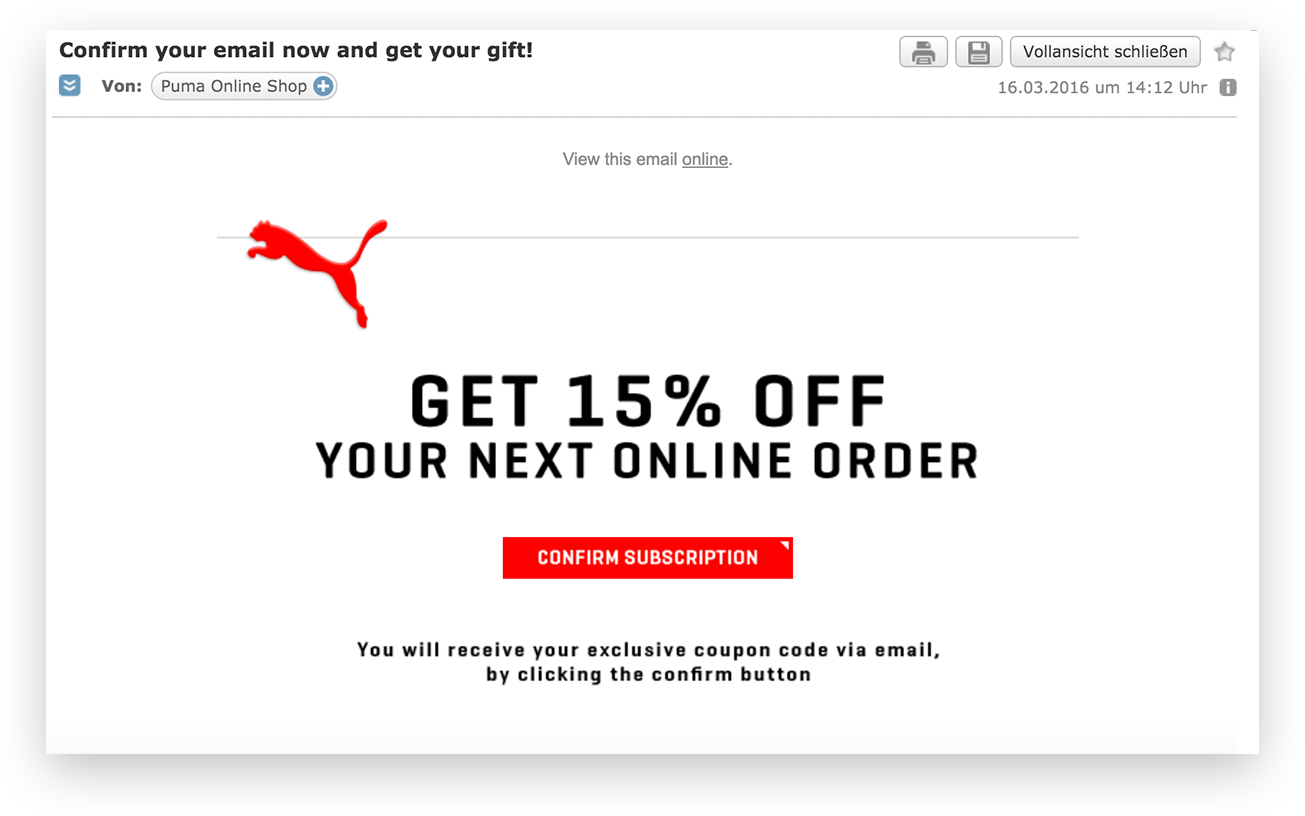 Confirm your email now and get your gift!
Vollansicht schließen
Von: Puma Online Shop
16.03.2016 um 14:12 Uhr
View this email online.
GET 15% OFF
YOUR NEXT ONLINE ORDER
CONFIRM SUBSCRIPTION
You will receive your exclusive coupon code via email,
by clicking the confirm button